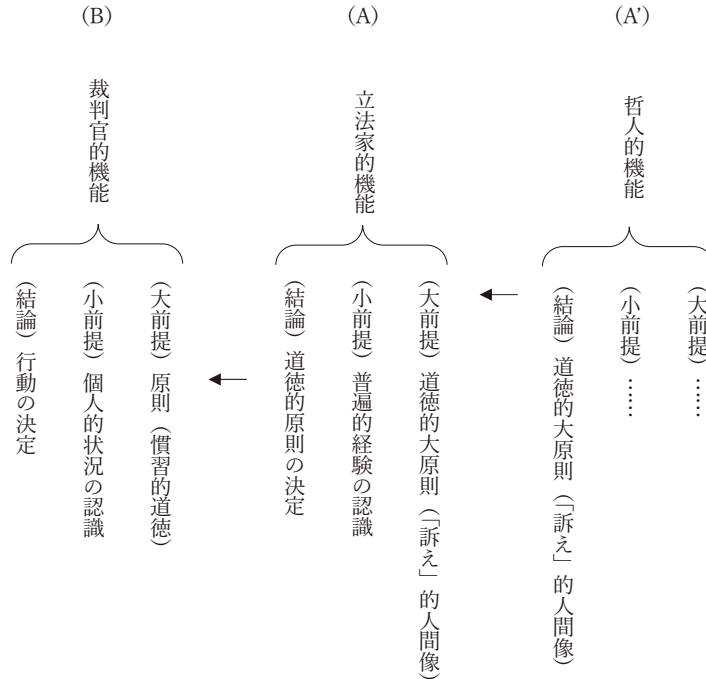 (A’)
哲人的機能
(大前提) ……
(小前提) ……
(結論) 道徳的大原則 (「訴え」的人間像)
(A)
立法家的機能
(大前提) 道徳的大原則 (「訴え」的人間像)
(小前提) 普遍的経験の認識
(結論) 道徳的原則の決定
(B)
裁判官的機能
(大前提) 原則 (慣習的道徳)
(小前提) 個人的状況の認識
(結論) 行動の決定